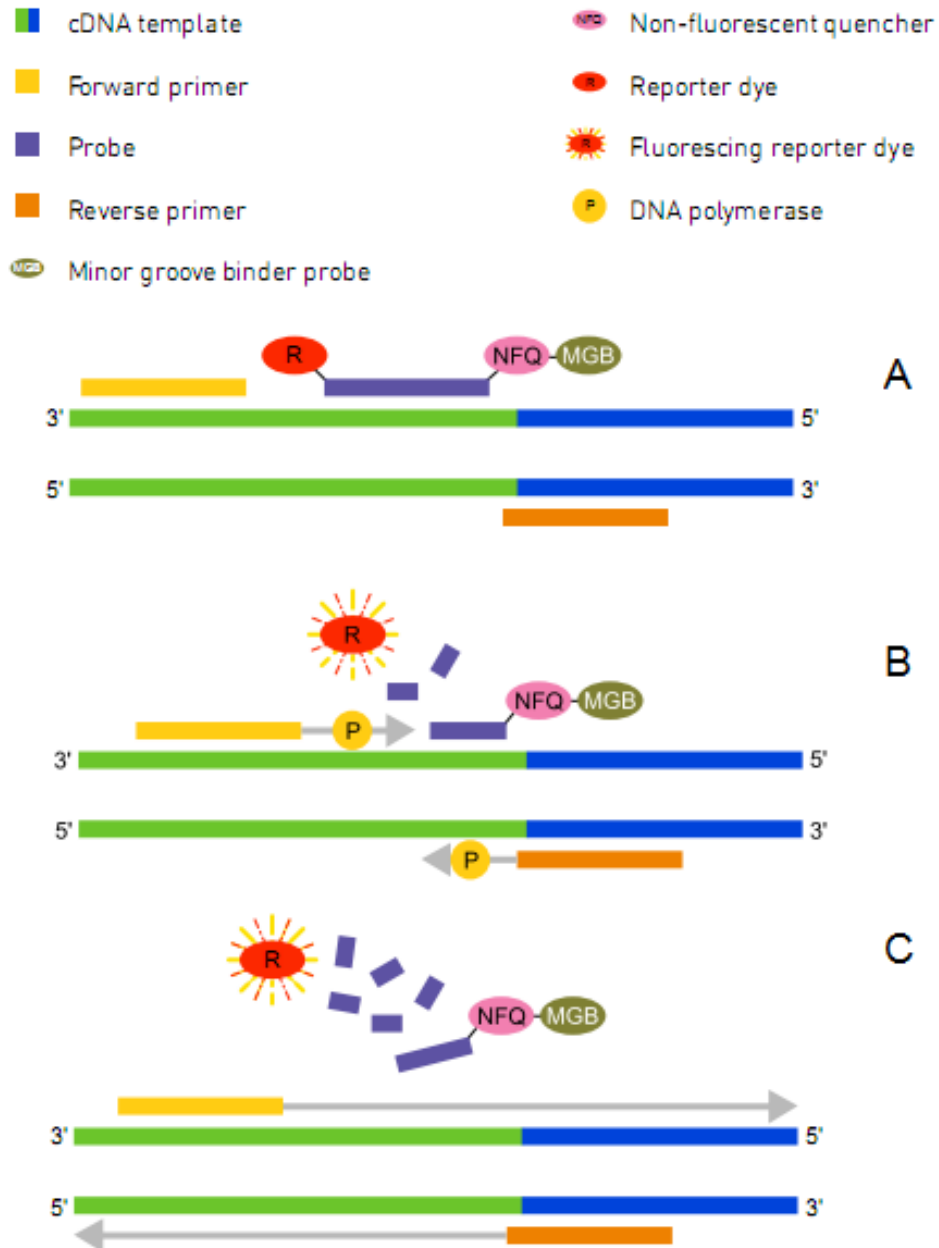 cDNA template
NFQ Non-fluorescent quencher
Forward primer
R Reporter dye
Probe
R Fluorescing reporter dye
Reverse primer
P DNA polymerase
MGB Minor groove binder probe
R NFQ MGB
A
3' 5'
5' 3'
R
B
NFQ MGB
P
3' 5'
5' 3'
P
C
R
NFQ MGB
3' 5'
5' 3'